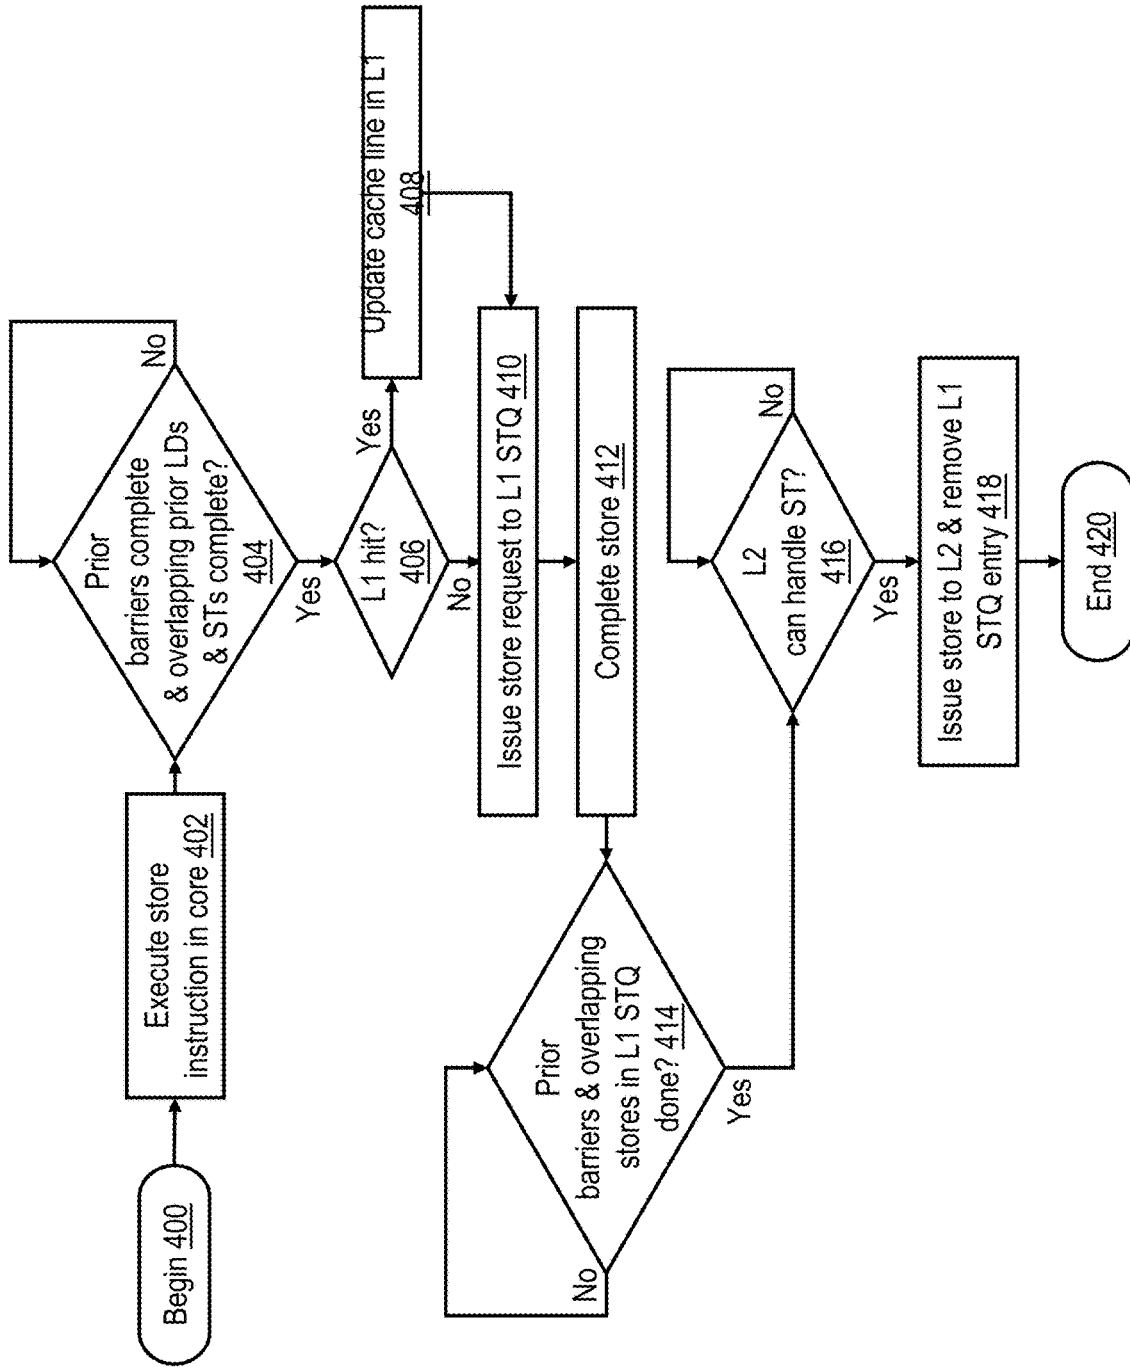 Begin 400
Execute store
instruction in core 402
Prior
barriers complete
& overlapping prior LDs
& STs complete?
404
No
Yes
L1 hit?
406
Yes
No
Update cache line in L1
408
Issue store request to L1 STQ 410
Complete store 412
Prior
barriers & overlapping
stores in L1 STQ
done? 414
No
Yes
L2
can handle ST?
416
No
Yes
Issue store to L2 & remove L1
STQ entry 418
End 420